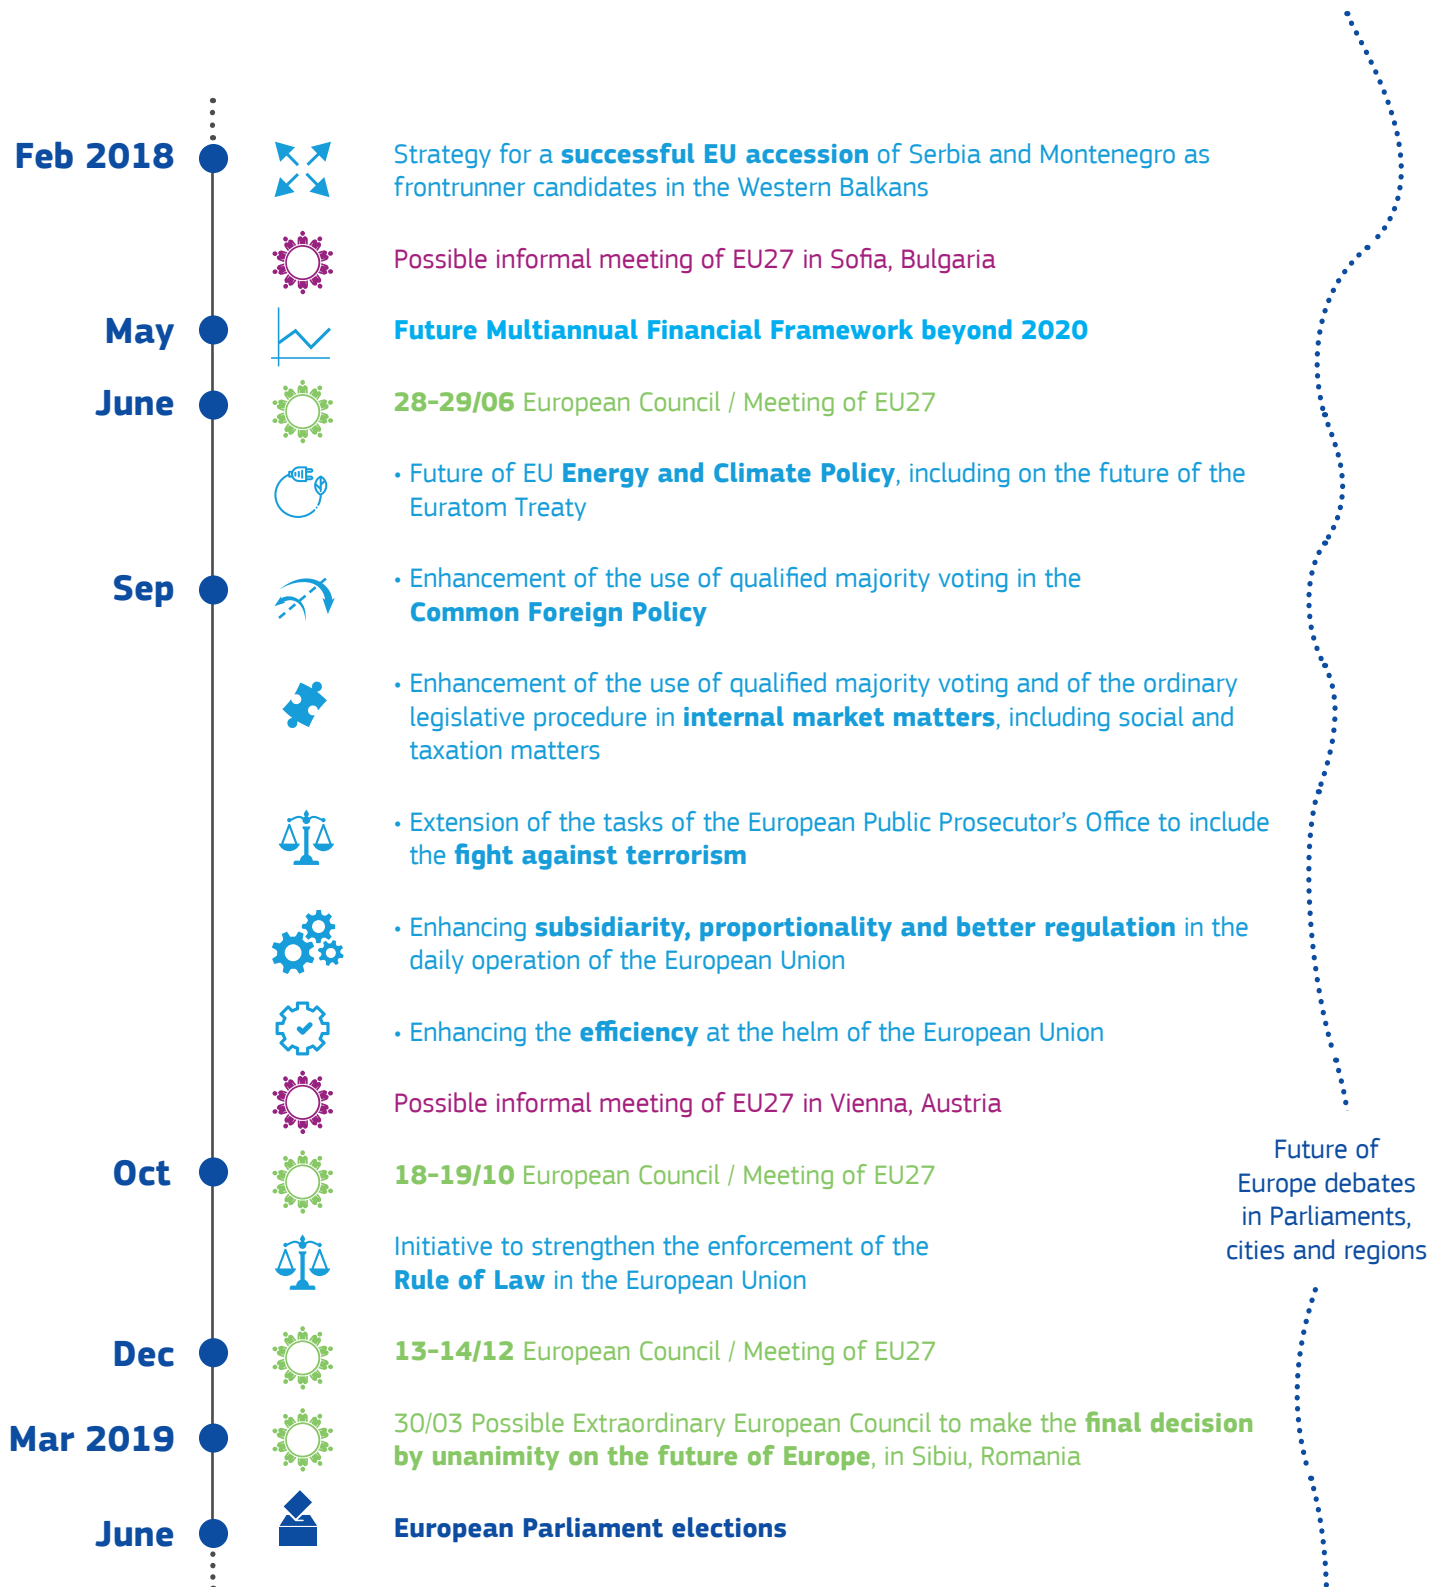 Feb 2018
Strategy for a successful EU accession of Serbia and Montenegro as
frontrunner candidates in the Western Balkans
Possible informal meeting of EU27 in Sofia, Bulgaria
May
Future Multiannual Financial Framework beyond 2020
June
28-29/06 European Council / Meeting of EU27
• Future of EU Energy and Climate Policy, including on the future of the
Euratom Treaty
Sep
• Enhancement of the use of qualified majority voting in the
Common Foreign Policy
• Enhancement of the use of qualified majority voting and of the ordinary
legislative procedure in internal market matters, including social and
taxation matters
• Extension of the tasks of the European Public Prosecutor's Office to include
the fight against terrorism
• Enhancing subsidiarity, proportionality and better regulation in the
daily operation of the European Union
• Enhancing the efficiency at the helm of the European Union
Possible informal meeting of EU27 in Vienna, Austria
Oct
18-19/10 European Council / Meeting of EU27
Initiative to strengthen the enforcement of the
Rule of Law in the European Union
Dec
13-14/12 European Council / Meeting of EU27
Mar 2019
30/03 Possible Extraordinary European Council to make the final decision
by unanimity on the future of Europe, in Sibiu, Romania
June
European Parliament elections
Future of
Europe debates
in Parliaments,
cities and regions